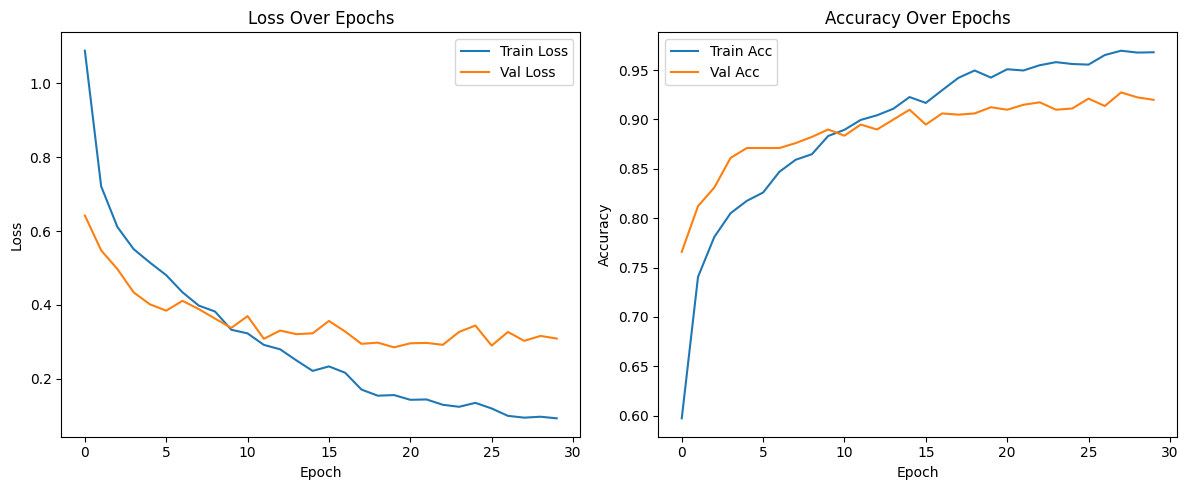 Loss Over Epochs
Train Loss
Val Loss
1.0
0.8
0.6
0.4
0.2
Loss
0 5 10 15 20 25 30
Epoch
Accuracy Over Epochs
Train Acc
Val Acc
0.95
0.90
0.85
0.80
0.75
0.70
0.65
0.60
Accuracy
0 5 10 15 20 25 30
Epoch